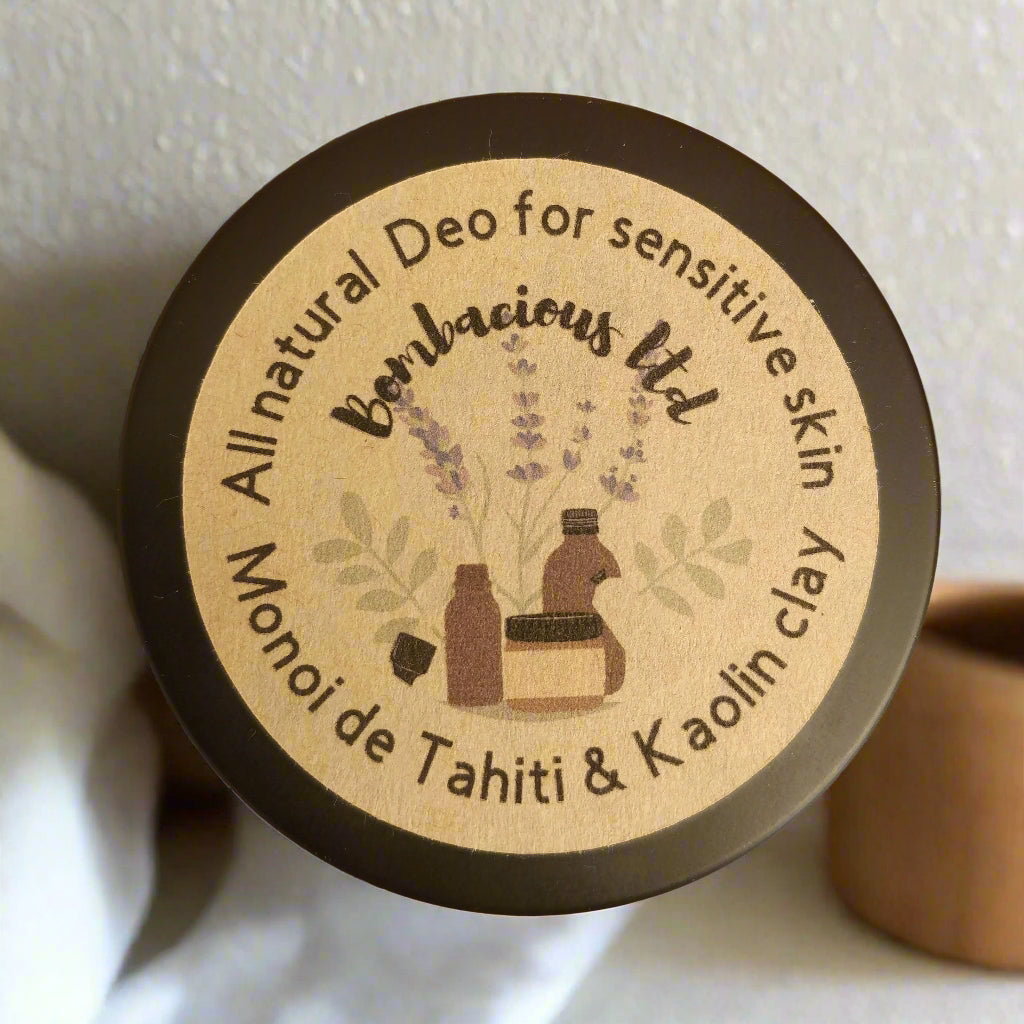 All natural Deo for sensitive skin
Bombacious ltd
Monoi de Tahiti & Kaolin clay